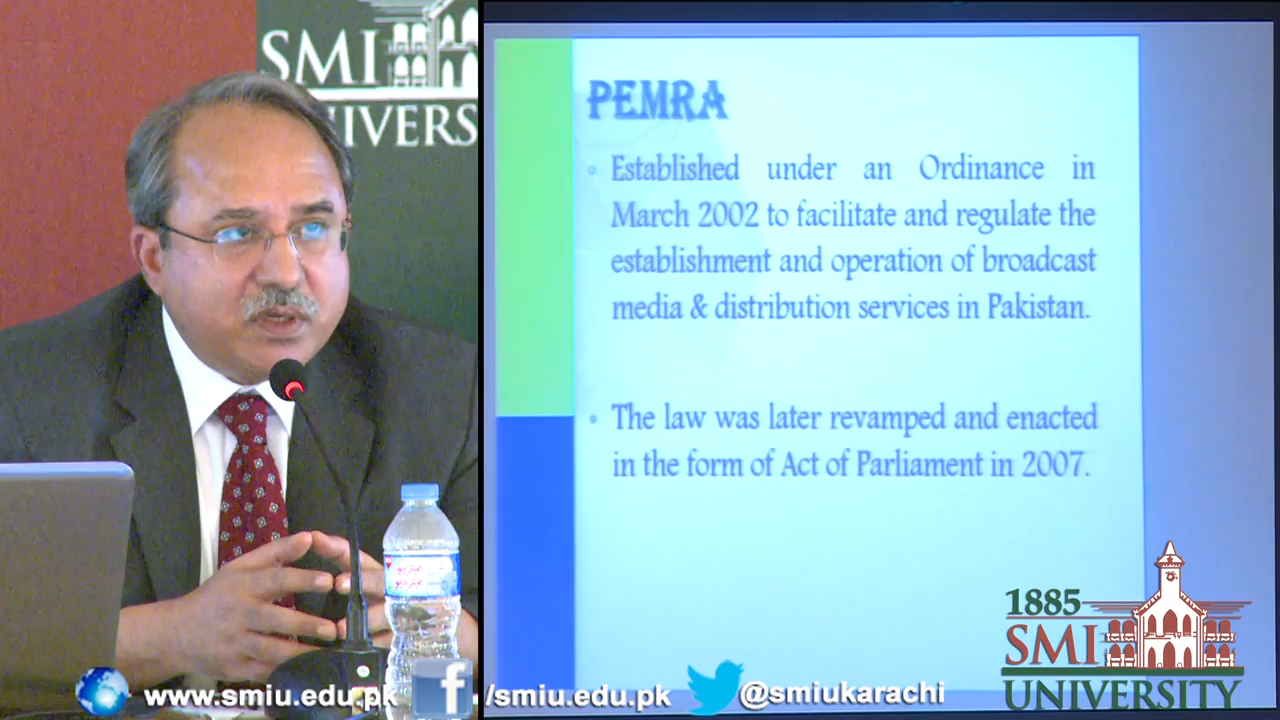 SMI
UNIVERS
PEMRA
• Established under an Ordinance in
March 2002 to facilitate and regulate the
establishment and operation of broadcast
media & distribution services in Pakistan.
• The law was later revamped and enacted
in the form of Act of Parliament in 2007.
1885
SMI
UNIVERSITY
www.smiu.edu.pk
f /smiu.edu.pk
@smiukarachi